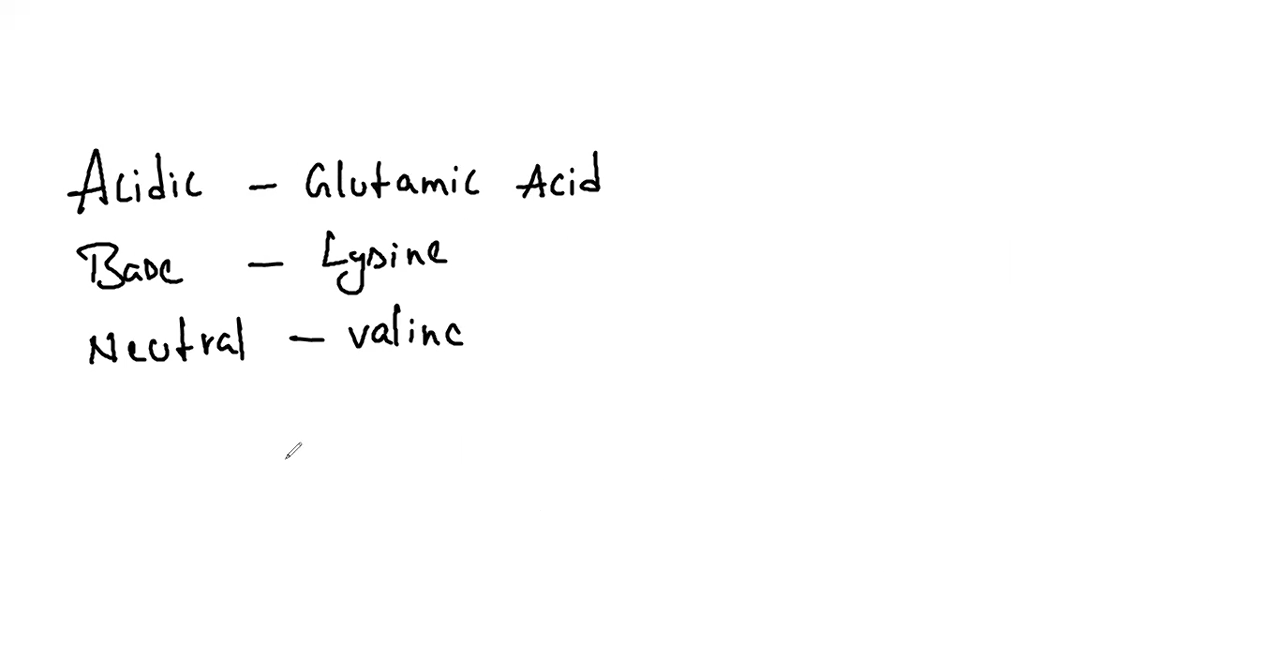 Acidic – Glutamic Acid
Base – Lysine
Neutral – valine